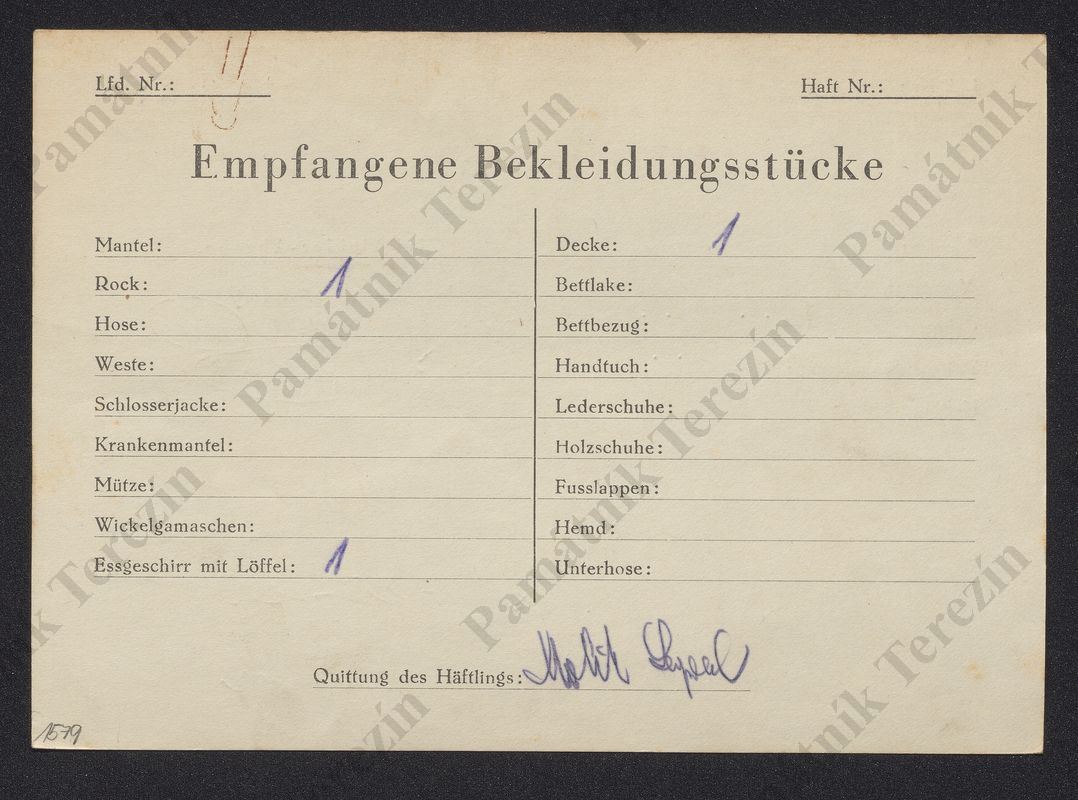 Lfd. Nr.:
Haft Nr.:
Empfangene Bekleidungsstücke
Mantel:
Rock: 1
Hose:
Weste:
Schlosserjacke:
Krankenmantel:
Mütze:
Wickelgamaschen:
Essgeschirr mit Löffel: 1
Decke: 1
Bettlake:
Bettbezug:
Handtuch:
Lederschuhe:
Holzschuhe:
Fusslappen:
Hemd:
Unterhose:
Quittung des Häftlings:
1579
Památník Terezín